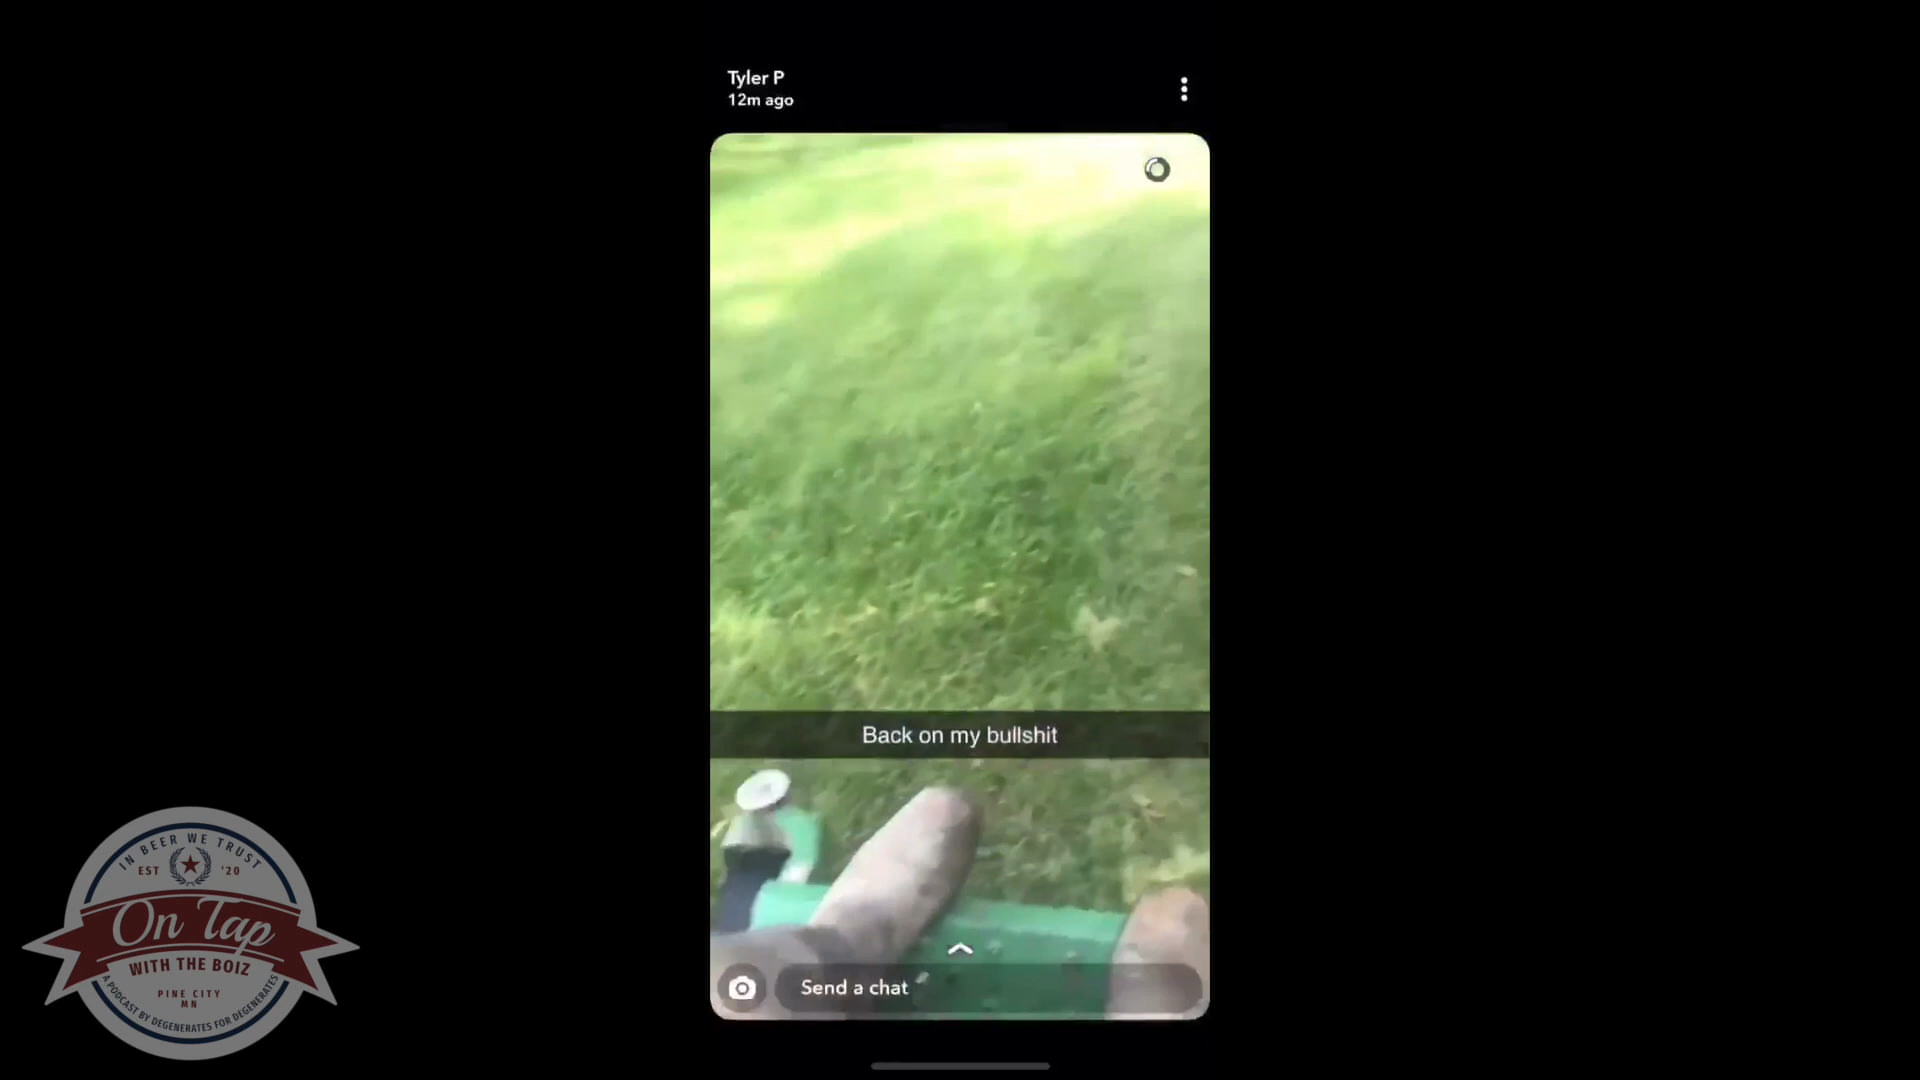 Tyler P
12m ago
Back on my bullshit
Send a chat
IN BEER WE TRUST
EST '20
On Tap
WITH THE BOIZ
PINE CITY
MN
A PODCAST BY DEGENERATES FOR DEGENERATES